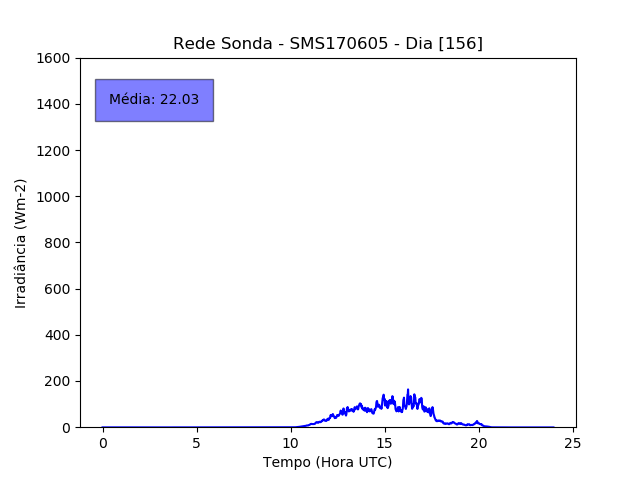 Rede Sonda - SMS170605 - Dia [156]
1600
1400
1200
1000
800
600
400
200
0
Média: 22.03
Irradiância (Wm-2)
0 5 10 15 20 25
Tempo (Hora UTC)